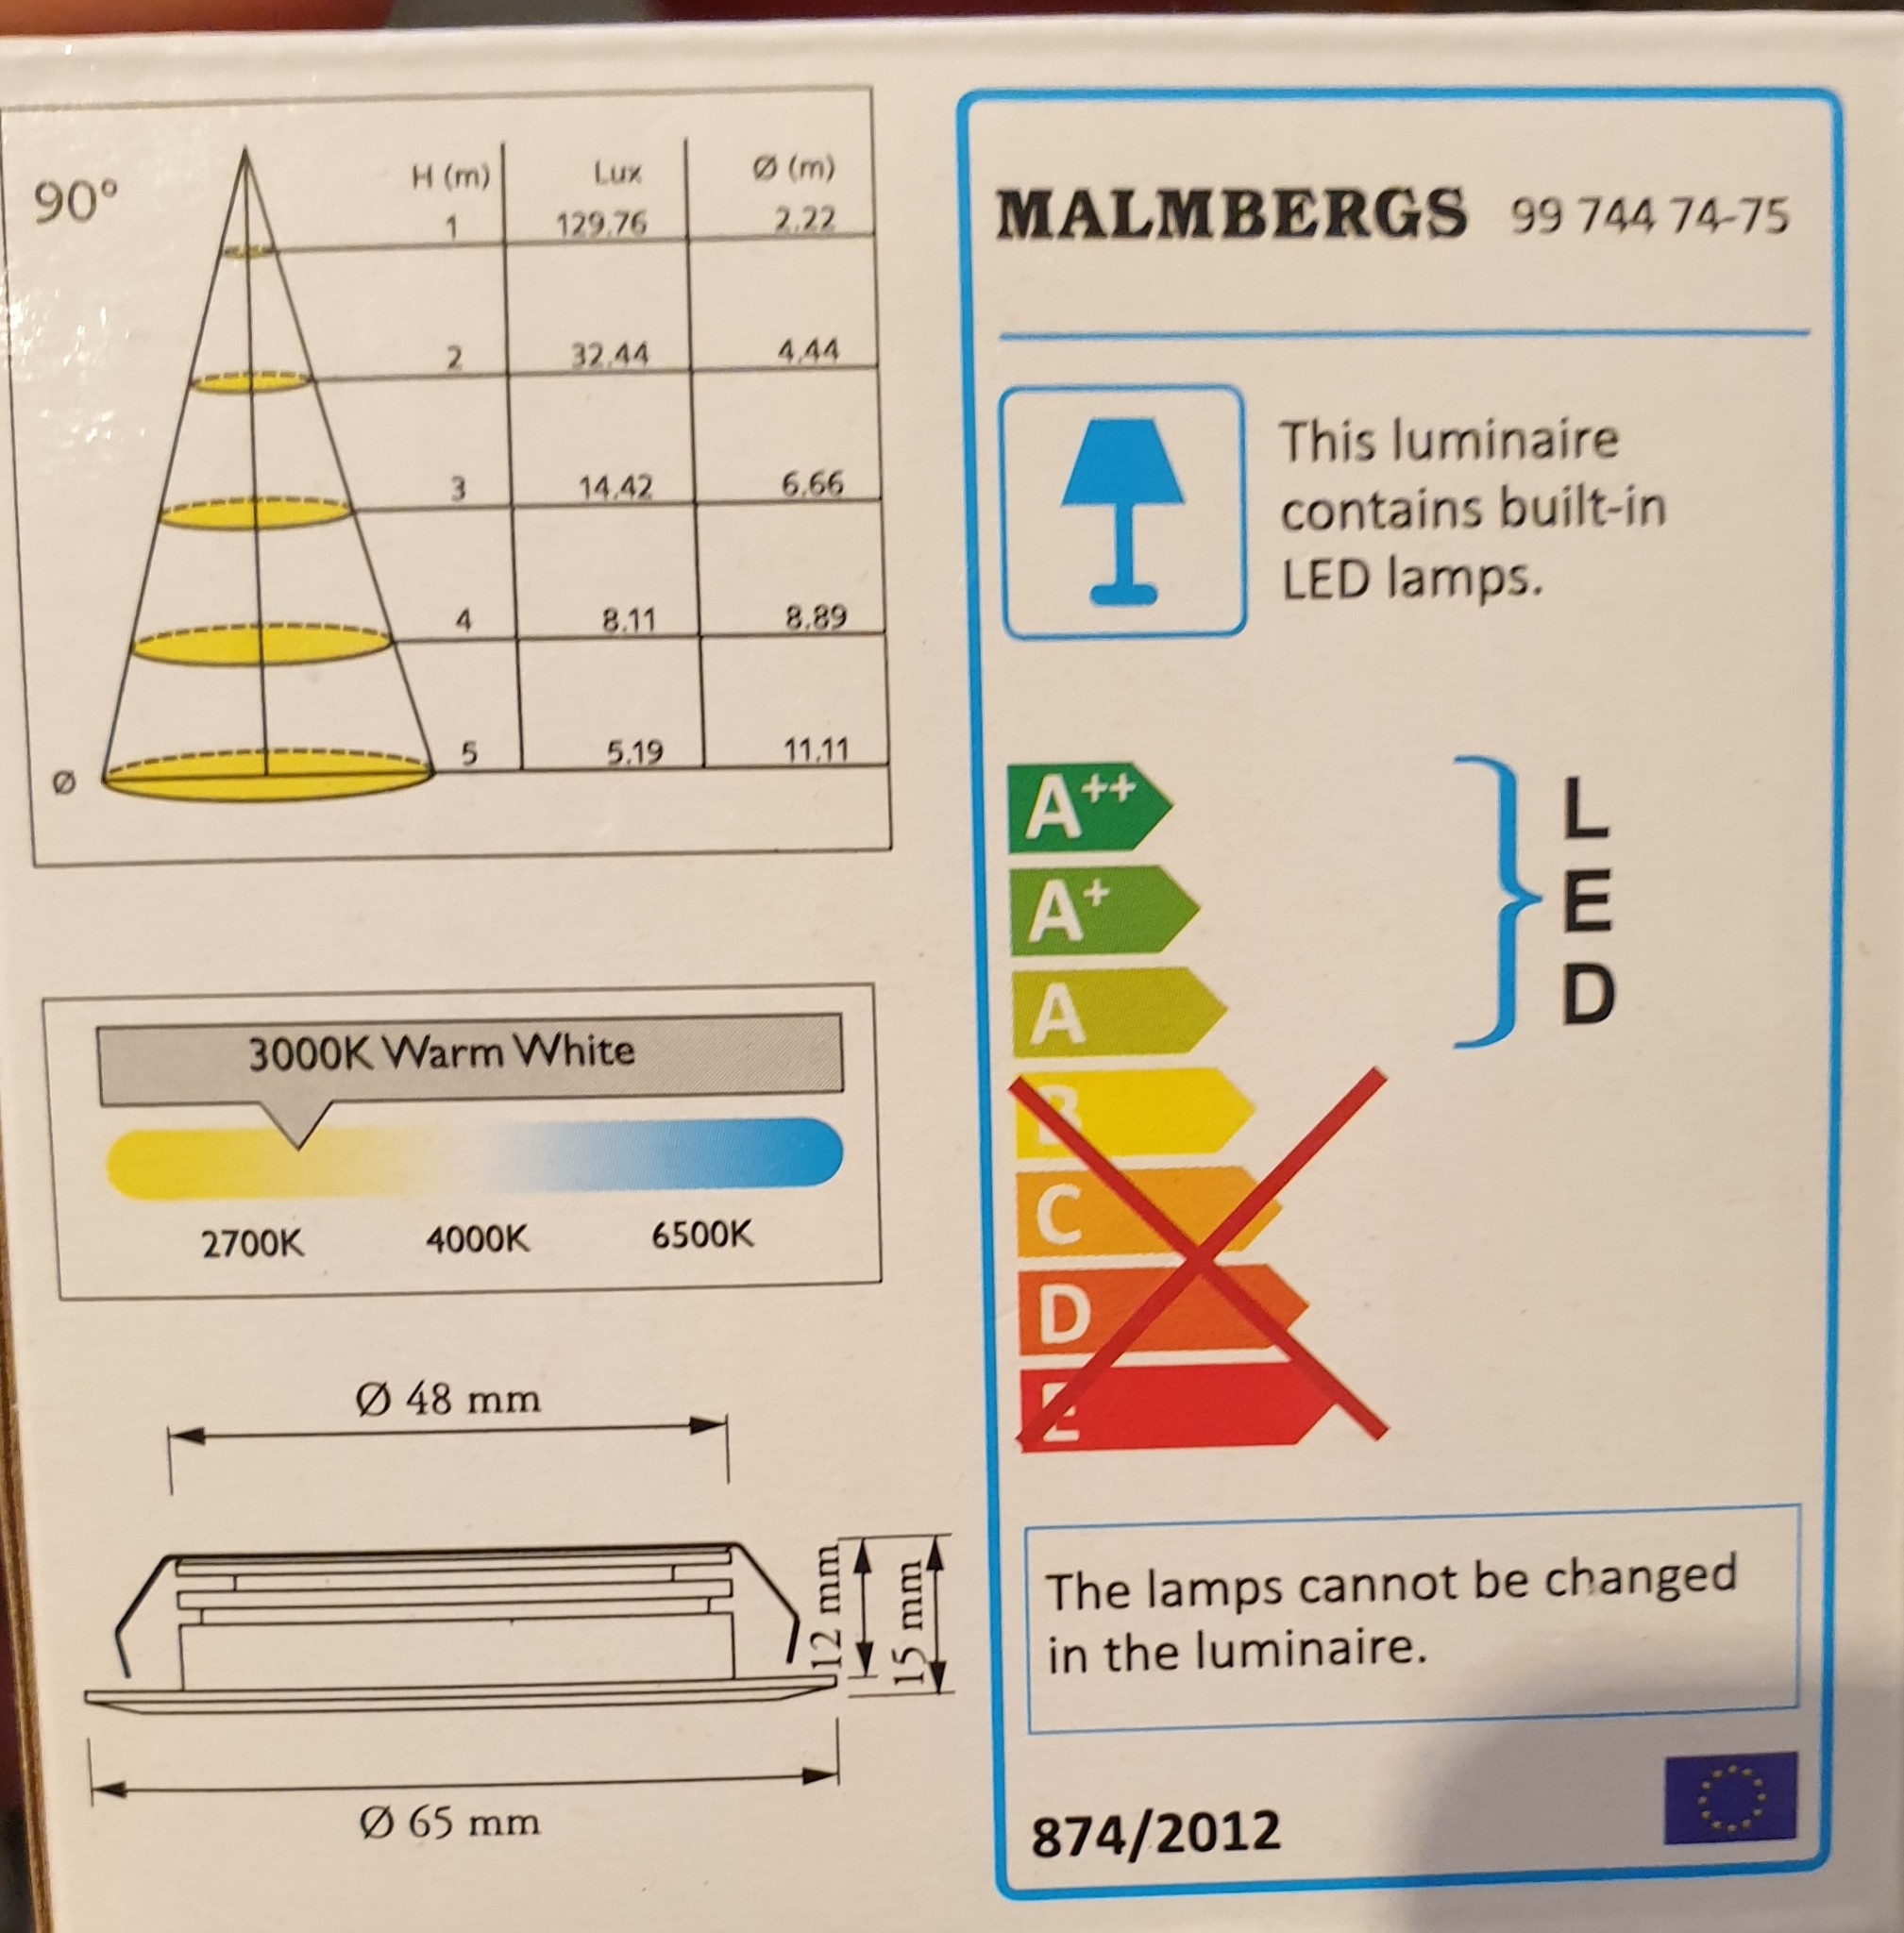 90°
H (m) Lux Ø (m)
1 129.76 2.22
2 32.44 4.44
3 14.42 6.66
4 8.11 8.89
5 5.19 11.11
Ø
3000K Warm White
2700K 4000K 6500K
Ø 48 mm
12 mm
15 mm
Ø 65 mm
MALMBERGS 99 744 74-75
This luminaire
contains built-in
LED lamps.
A++
A+
A
B
C
D
E
L
E
D
The lamps cannot be changed
in the luminaire.
874/2012